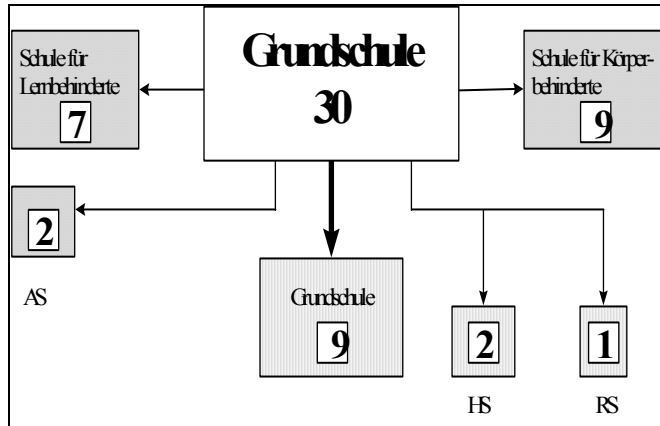 Grundschule
30
Schule für
Lernbehinderte
7
Schule für Körper-
behinderte
9
2
AS
Grundschule
9
2
HS
1
RS